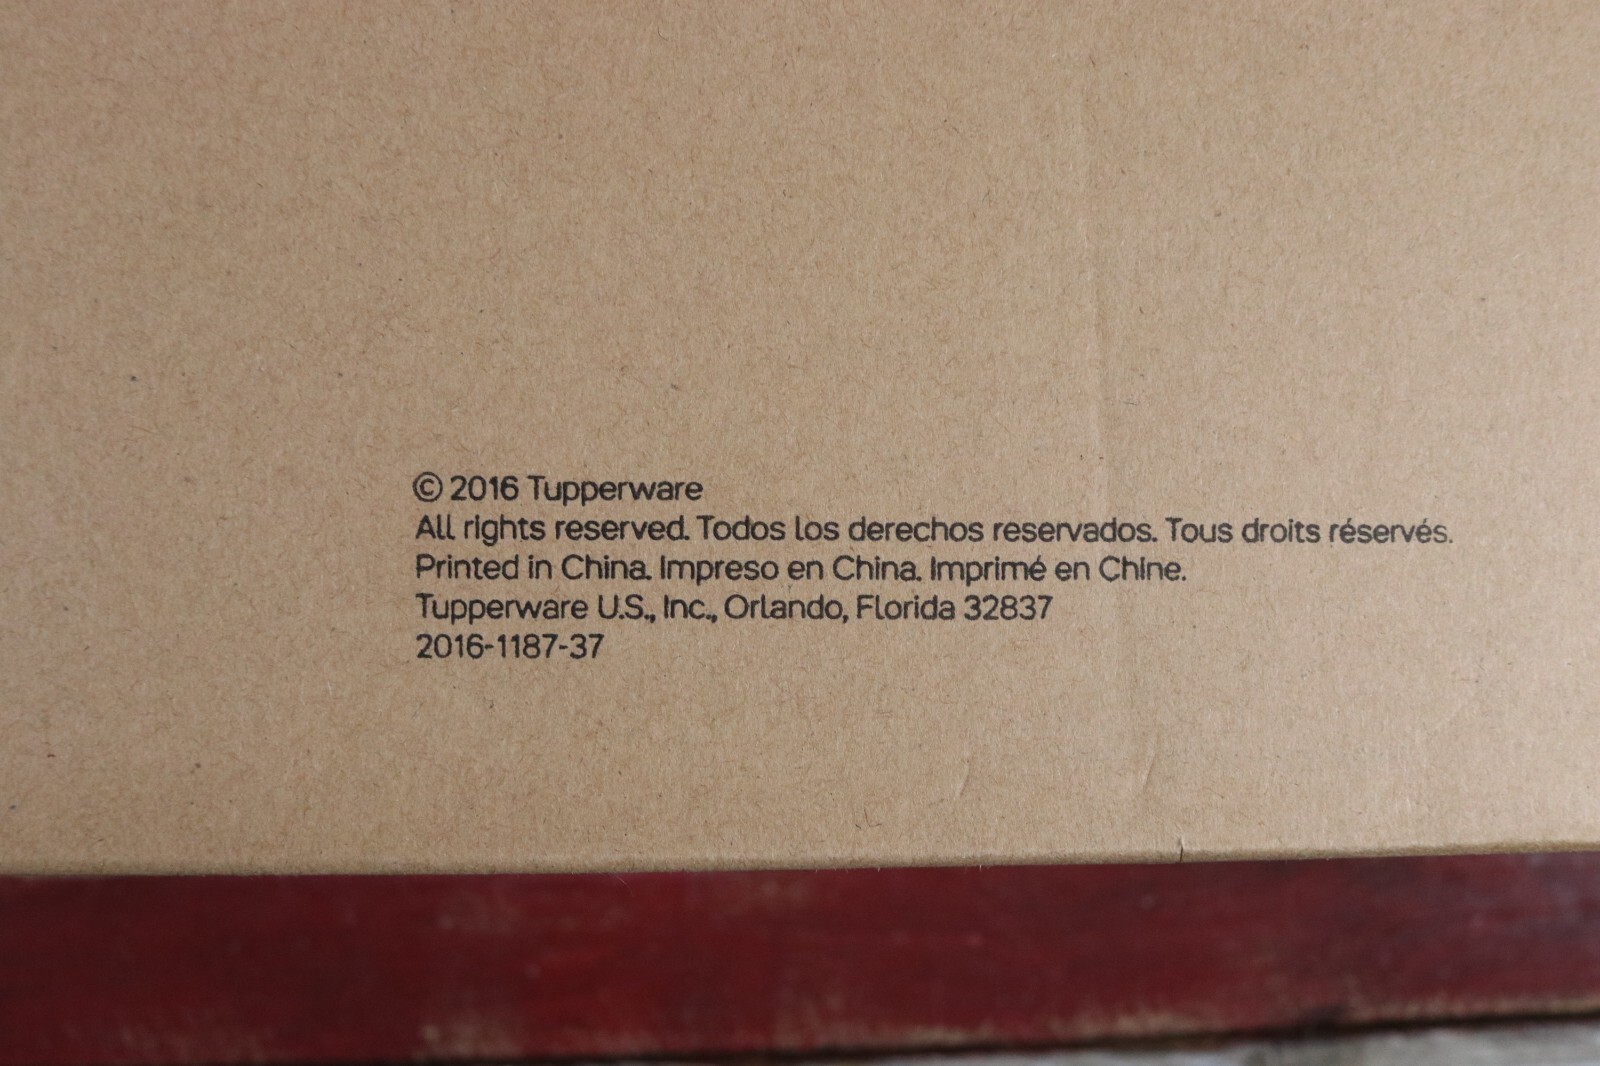 © 2016 Tupperware
All rights reserved. Todos los derechos reservados. Tous droits réservés.
Printed in China. Impreso en China. Imprimé en Chine.
Tupperware U.S., Inc., Orlando, Florida 32837
2016-1187-37